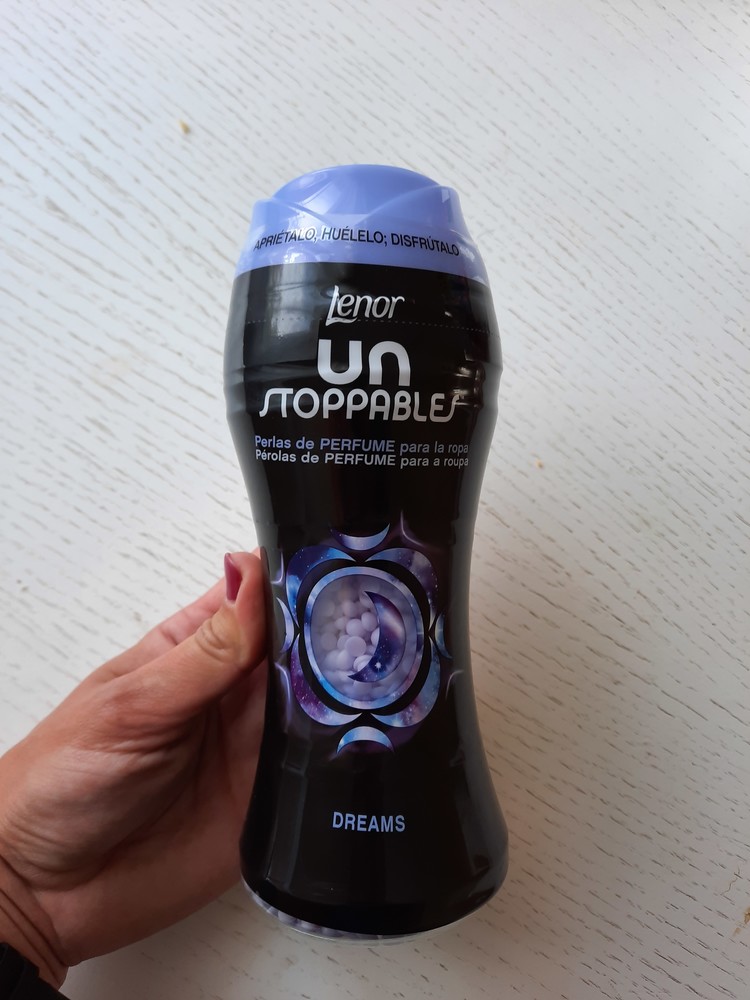 APRIÉTALO, HUÉLELO; DISFRÚTALO
Lenor
UN
STOPPABLES
Perlas de PERFUME para la ropa
Pérolas de PERFUME para a roupa
DREAMS